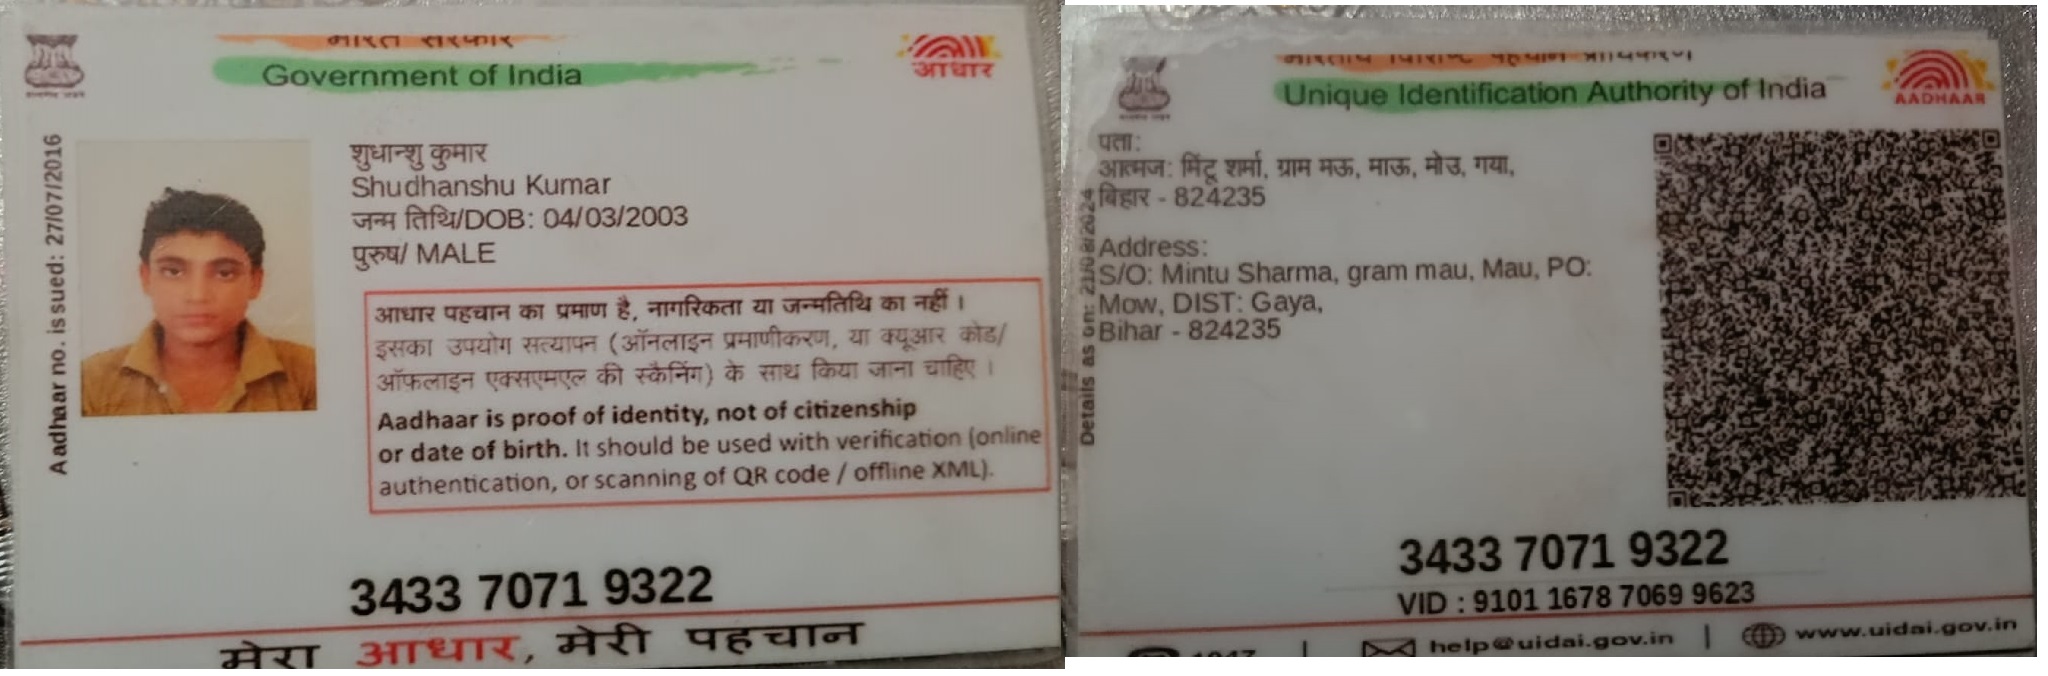 भारत सरकार
Government of India
आधार
Aadhaar no. issued: 27/07/2016
शुधान्शु कुमार
Shudhanshu Kumar
जन्म तिथि/DOB: 04/03/2003
पुरुष/ MALE
आधार पहचान का प्रमाण है, नागरिकता या जन्मतिथि का नहीं ।
इसका उपयोग सत्यापन (ऑनलाइन प्रमाणीकरण, या क्यूआर कोड/
ऑफलाइन एक्सएमएल की स्कैनिंग) के साथ किया जाना चाहिए ।
Aadhaar is proof of identity, not of citizenship
or date of birth. It should be used with verification (online
authentication, or scanning of QR code / offline XML).
3433 7071 9322
मेरा आधार, मेरी पहचान
भारतीय विशिष्ट पहचान प्राधिकरण
Unique Identification Authority of India
AADHAAR
Details as on:
पता:
आत्मज: मिंटू शर्मा, ग्राम मऊ, माऊ, मोउ, गया,
बिहार - 824235
Address:
S/O: Mintu Sharma, gram mau, Mau, PO:
Mow, DIST: Gaya,
Bihar - 824235
3433 7071 9322
VID : 9101 1678 7069 9623
1947 | help@uidai.gov.in | www.uidai.gov.in